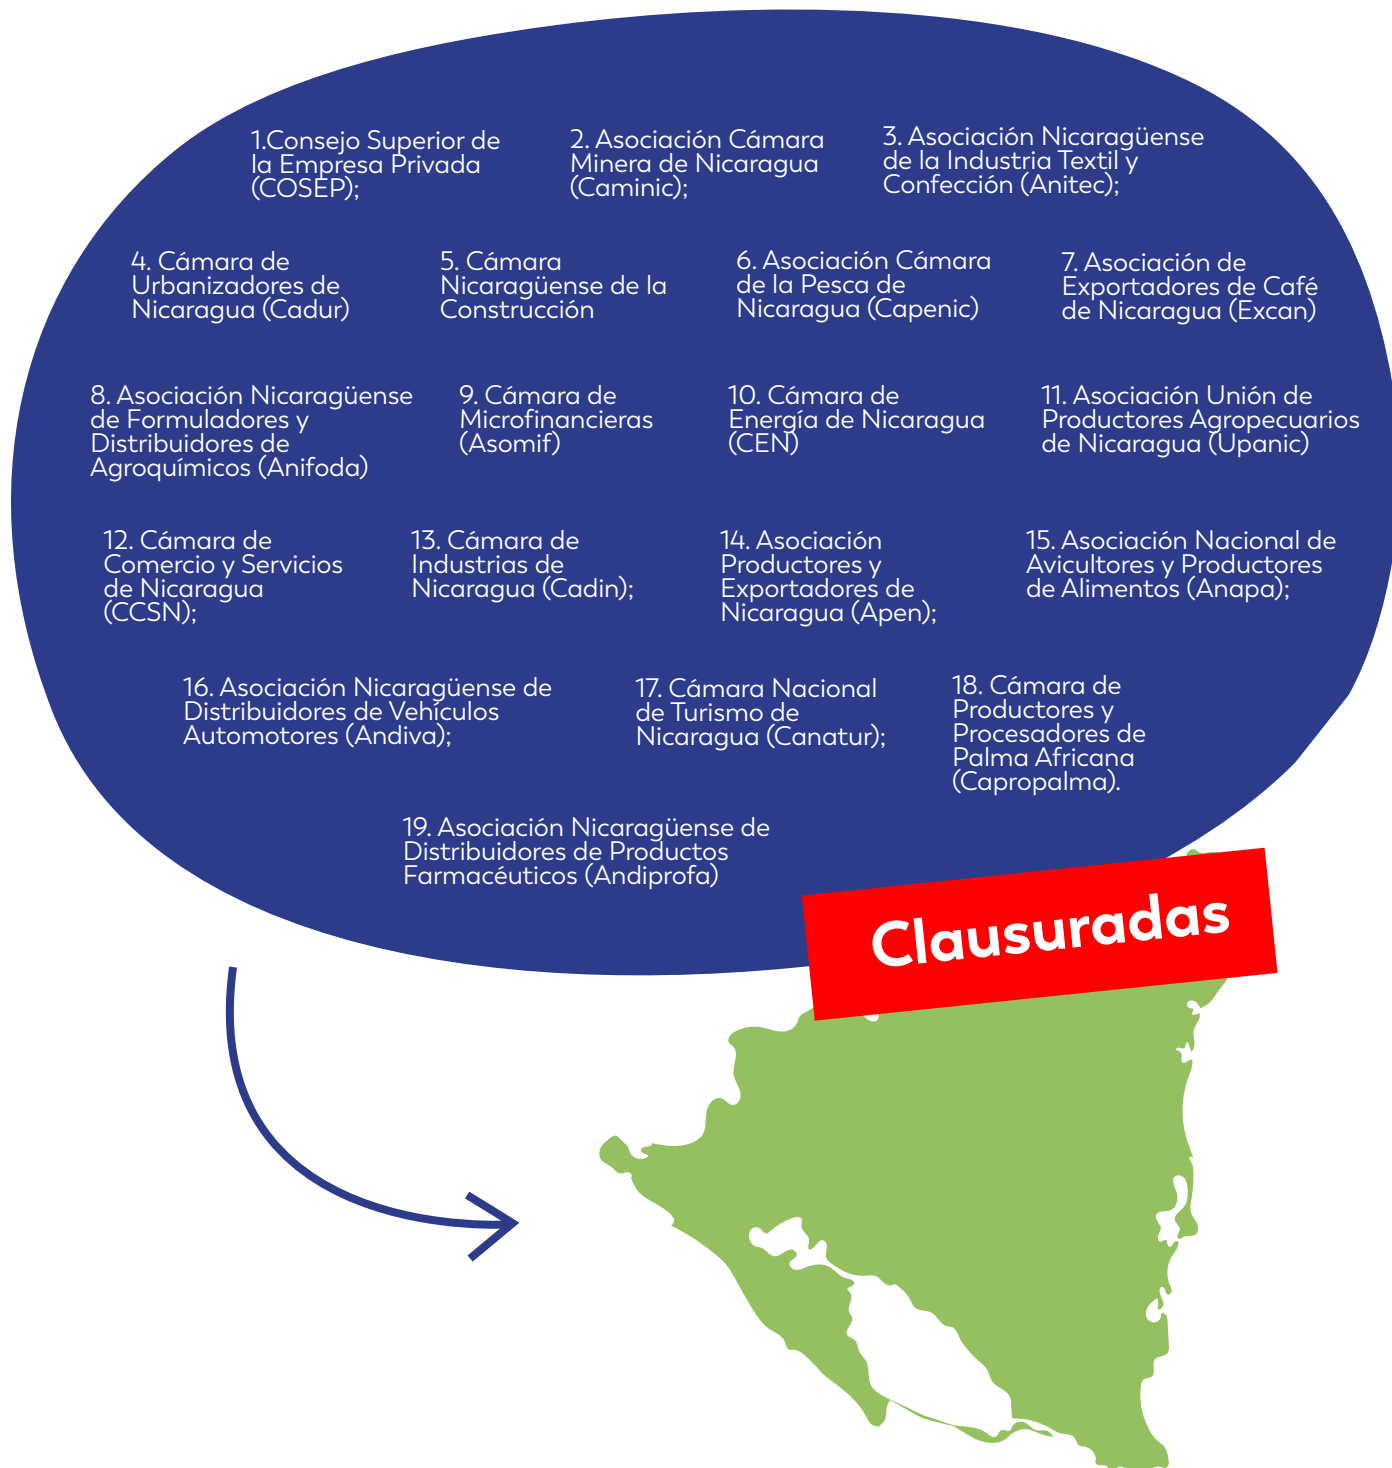 1.Consejo Superior de
la Empresa Privada
(COSEP);
2. Asociación Cámara
Minera de Nicaragua
(Caminic);
3. Asociación Nicaragüense
de la Industria Textil y
Confección (Anitec);
4. Cámara de
Urbanizadores de
Nicaragua (Cadur)
5. Cámara
Nicaragüense de la
Construcción
6. Asociación Cámara
de la Pesca de
Nicaragua (Capenic)
7. Asociación de
Exportadores de Café
de Nicaragua (Excan)
8. Asociación Nicaragüense
de Formuladores y
Distribuidores de
Agroquímicos (Anifoda)
9. Cámara de
Microfinancieras
(Asomif)
10. Cámara de
Energía de Nicaragua
(CEN)
11. Asociación Unión de
Productores Agropecuarios
de Nicaragua (Upanic)
12. Cámara de
Comercio y Servicios
de Nicaragua
(CCSN);
13. Cámara de
Industrias de
Nicaragua (Cadin);
14. Asociación
Productores y
Exportadores de
Nicaragua (Apen);
15. Asociación Nacional de
Avicultores y Productores
de Alimentos (Anapa);
16. Asociación Nicaragüense de
Distribuidores de Vehículos
Automotores (Andiva);
17. Cámara Nacional
de Turismo de
Nicaragua (Canatur);
18. Cámara de
Productores y
Procesadores de
Palma Africana
(Capropalma).
19. Asociación Nicaragüense de
Distribuidores de Productos
Farmacéuticos (Andiprofa)
Clausuradas